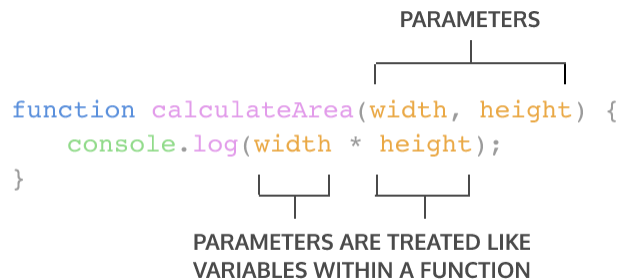 PARAMETERS
function calculateArea(width, height) {
    console.log(width * height);
}
PARAMETERS ARE TREATED LIKE
VARIABLES WITHIN A FUNCTION